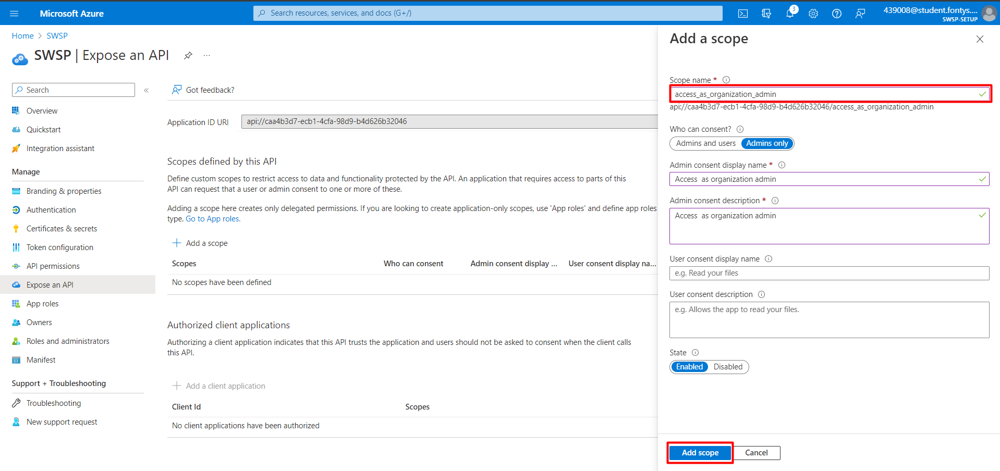 Microsoft Azure
Search resources, services, and docs (G+/)
3
439008@student.fontys....
SWSP-SETUP
Home > SWSP
SWSP | Expose an API
...
Search
«
Overview
Quickstart
Integration assistant
Manage
Branding & properties
Authentication
Certificates & secrets
Token configuration
API permissions
Expose an API
App roles
Owners
Roles and administrators
Manifest
Support + Troubleshooting
Troubleshooting
New support request
Got feedback?
Application ID URI
api://caa4b3d7-ecb1-4cfa-98d9-b4d626b32046
Scopes defined by this API
Define custom scopes to restrict access to data and functionality protected by the API. An application that requires access to parts of this
API can request that a user or admin consent to one or more of these.
Adding a scope here creates only delegated permissions. If you are looking to create application-only scopes, use 'App roles' and define app roles
type. Go to App roles.
Add a scope
Scopes Who can consent Admin consent display ... User consent display na...
No scopes have been defined
Authorized client applications
Authorizing a client application indicates that this API trusts the application and users should not be asked to consent when the client calls
this API.
Add a client application
Client Id Scopes
No client applications have been authorized
Add a scope
Scope name *
access_as_organization_admin
api://caa4b3d7-ecb1-4cfa-98d9-b4d626b32046/access_as_organization_admin
Who can consent?
Admins and users Admins only
Admin consent display name *
Access  as organization admin
Admin consent description *
Access  as organization admin
User consent display name
e.g. Read your files
User consent description
e.g. Allows the app to read your files.
State
Enabled Disabled
Add scope Cancel